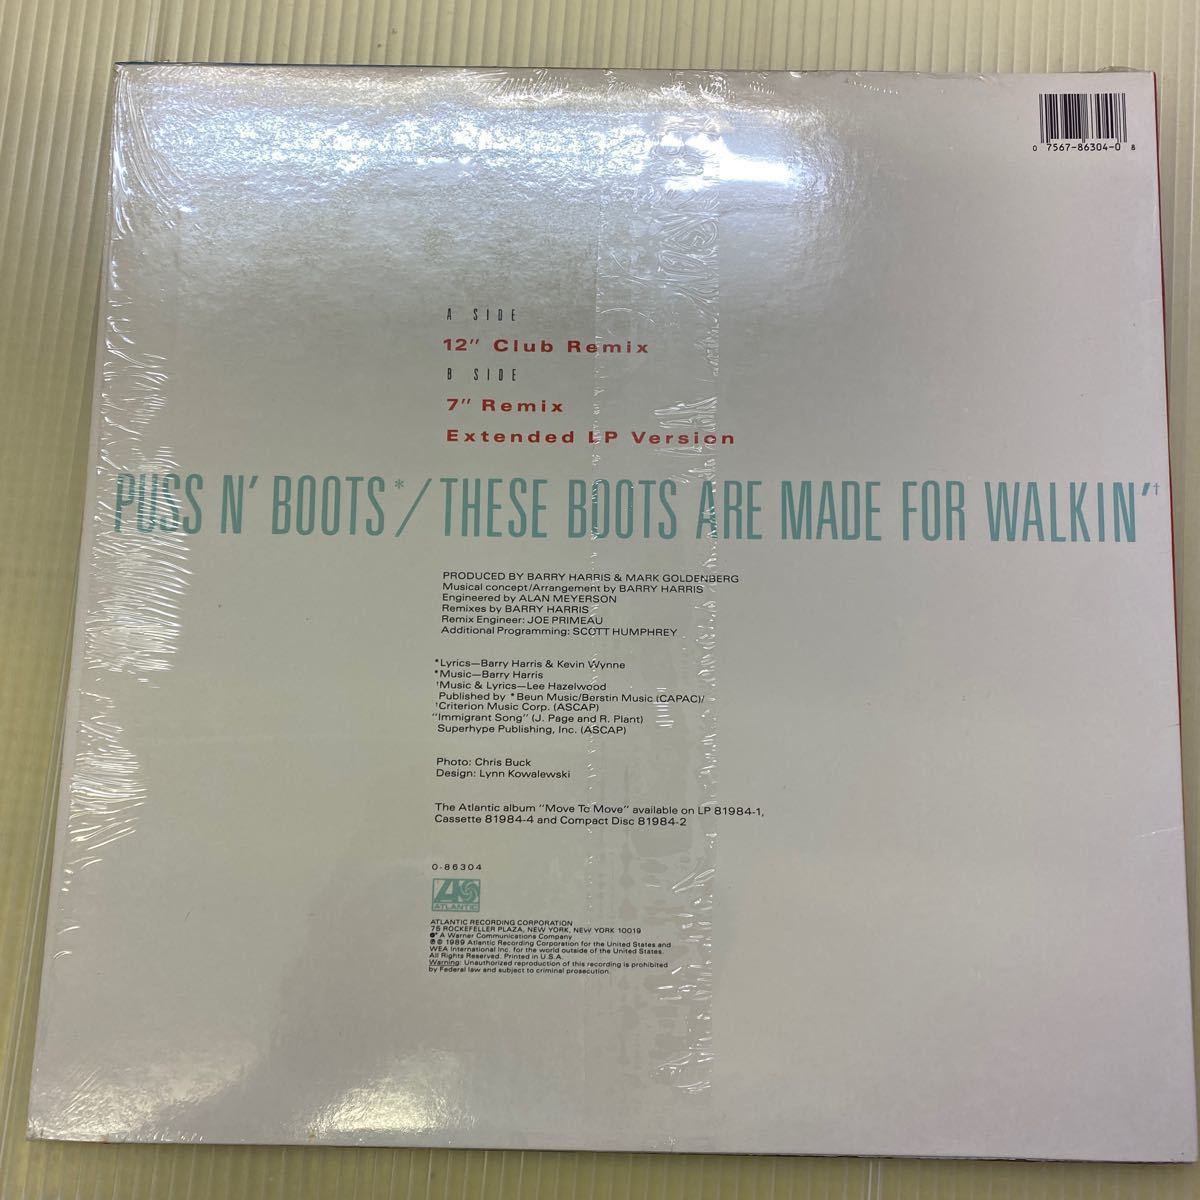 0 7567-86304-0 8
A SIDE
12" Club Remix
B SIDE
7" Remix
Extended LP Version
PUSS N' BOOTS*/THESE BOOTS ARE MADE FOR WALKIN'†
PRODUCED BY BARRY HARRIS & MARK GOLDENBERG
Musical concept/Arrangement by BARRY HARRIS
Engineered by ALAN MEYERSON
Remixes by BARRY HARRIS
Remix Engineer: JOE PRIMEAU
Additional Programming: SCOTT HUMPHREY
*Lyrics—Barry Harris & Kevin Wynne
*Music—Barry Harris
†Music & Lyrics—Lee Hazelwood
Published by *Beun Music/Berstin Music (CAPAC)/
†Criterion Music Corp. (ASCAP)
"Immigrant Song" (J. Page and R. Plant)
Superhype Publishing, Inc. (ASCAP)
Photo: Chris Buck
Design: Lynn Kowalewski
The Atlantic album "Move To Move" available on LP 81984-1,
Cassette 81984-4 and Compact Disc 81984-2
0-86304
ATLANTIC
ATLANTIC RECORDING CORPORATION
75 ROCKEFELLER PLAZA, NEW YORK, NEW YORK 10019
A Warner Communications Company
℗ © 1989 Atlantic Recording Corporation for the United States and
WEA International Inc. for the world outside of the United States.
All Rights Reserved. Printed in U.S.A.
Warning: Unauthorized reproduction of this recording is prohibited
by Federal law and subject to criminal prosecution.